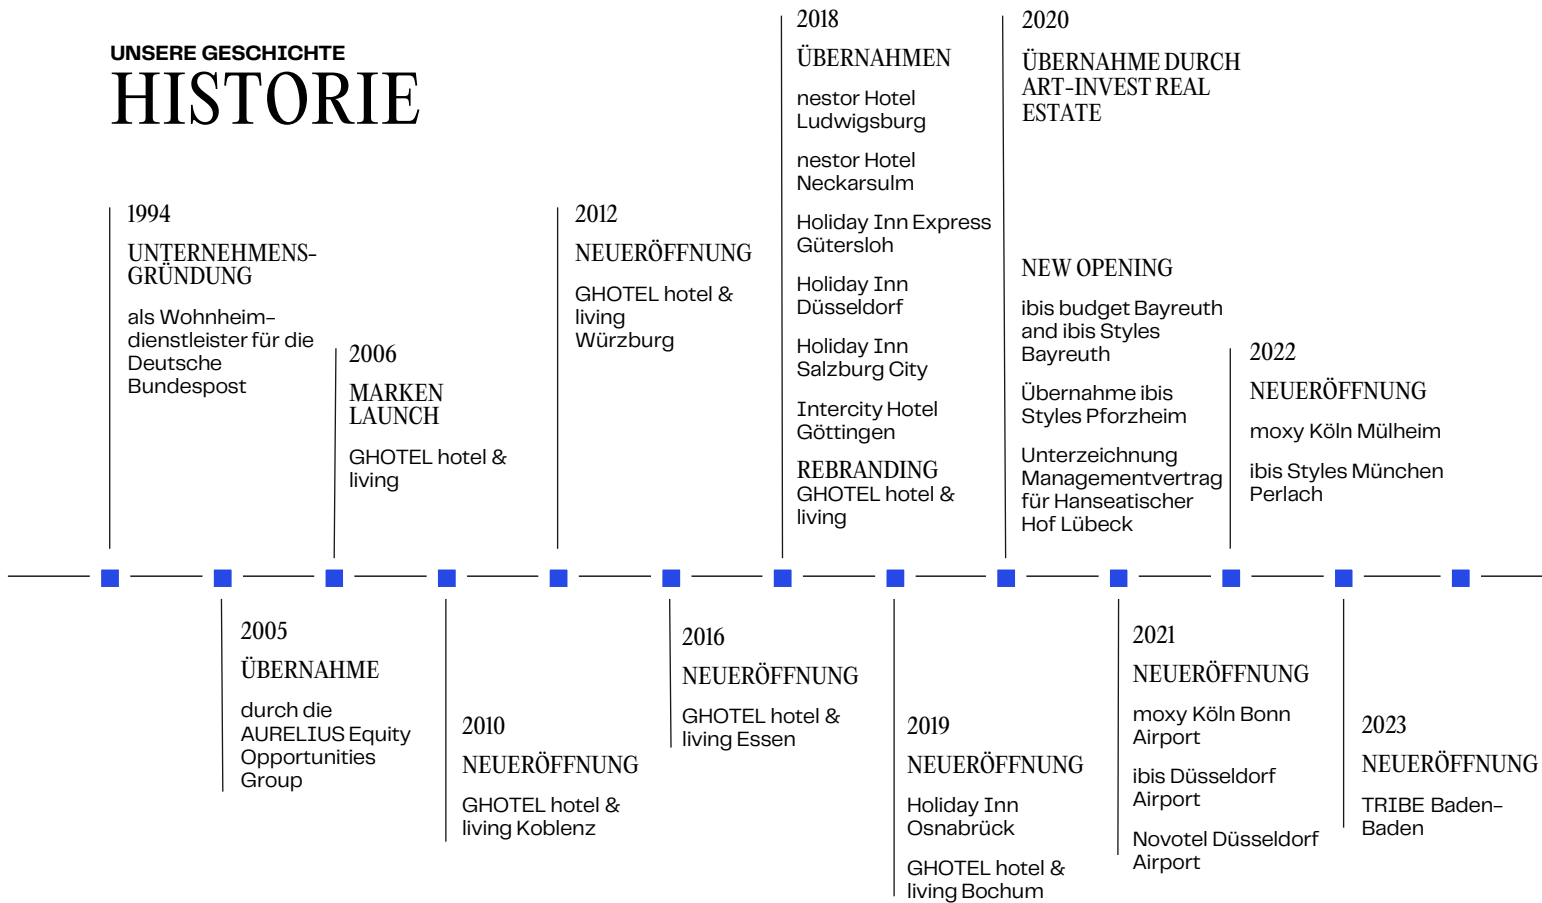 UNSERE GESCHICHTE
HISTORIE
1994
UNTERNEHMENS-
GRÜNDUNG
als Wohnheim-
dienstleister für die
Deutsche
Bundespost
2005
ÜBERNAHME
durch die
AURELIUS Equity
Opportunities
Group
2006
MARKEN
LAUNCH
GHOTEL hotel &
living
2010
NEUERÖFFNUNG
GHOTEL hotel &
living Koblenz
2012
NEUERÖFFNUNG
GHOTEL hotel &
living
Würzburg
2016
NEUERÖFFNUNG
GHOTEL hotel &
living Essen
2018
ÜBERNAHMEN
nestor Hotel
Ludwigsburg
nestor Hotel
Neckarsulm
Holiday Inn Express
Gütersloh
Holiday Inn
Düsseldorf
Holiday Inn
Salzburg City
Intercity Hotel
Göttingen
REBRANDING
GHOTEL hotel &
living
2019
NEUERÖFFNUNG
Holiday Inn
Osnabrück
GHOTEL hotel &
living Bochum
2020
ÜBERNAHME DURCH
ART-INVEST REAL
ESTATE
NEW OPENING
ibis budget Bayreuth
and ibis Styles
Bayreuth
Übernahme ibis
Styles Pforzheim
Unterzeichnung
Managementvertrag
für Hanseatischer
Hof Lübeck
2021
NEUERÖFFNUNG
moxy Köln Bonn
Airport
ibis Düsseldorf
Airport
Novotel Düsseldorf
Airport
2022
NEUERÖFFNUNG
moxy Köln Mülheim
ibis Styles München
Perlach
2023
NEUERÖFFNUNG
TRIBE Baden-
Baden